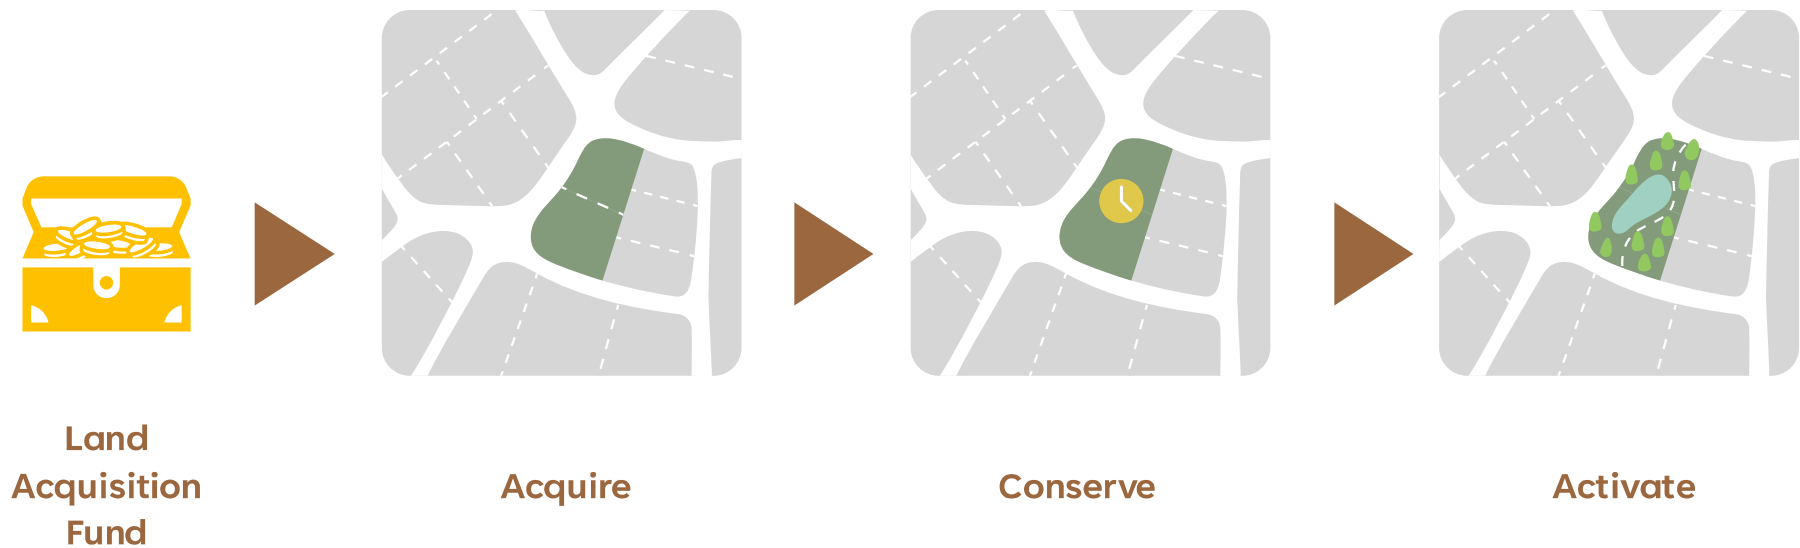 Land
Acquisition
Fund
Acquire
Conserve
Activate